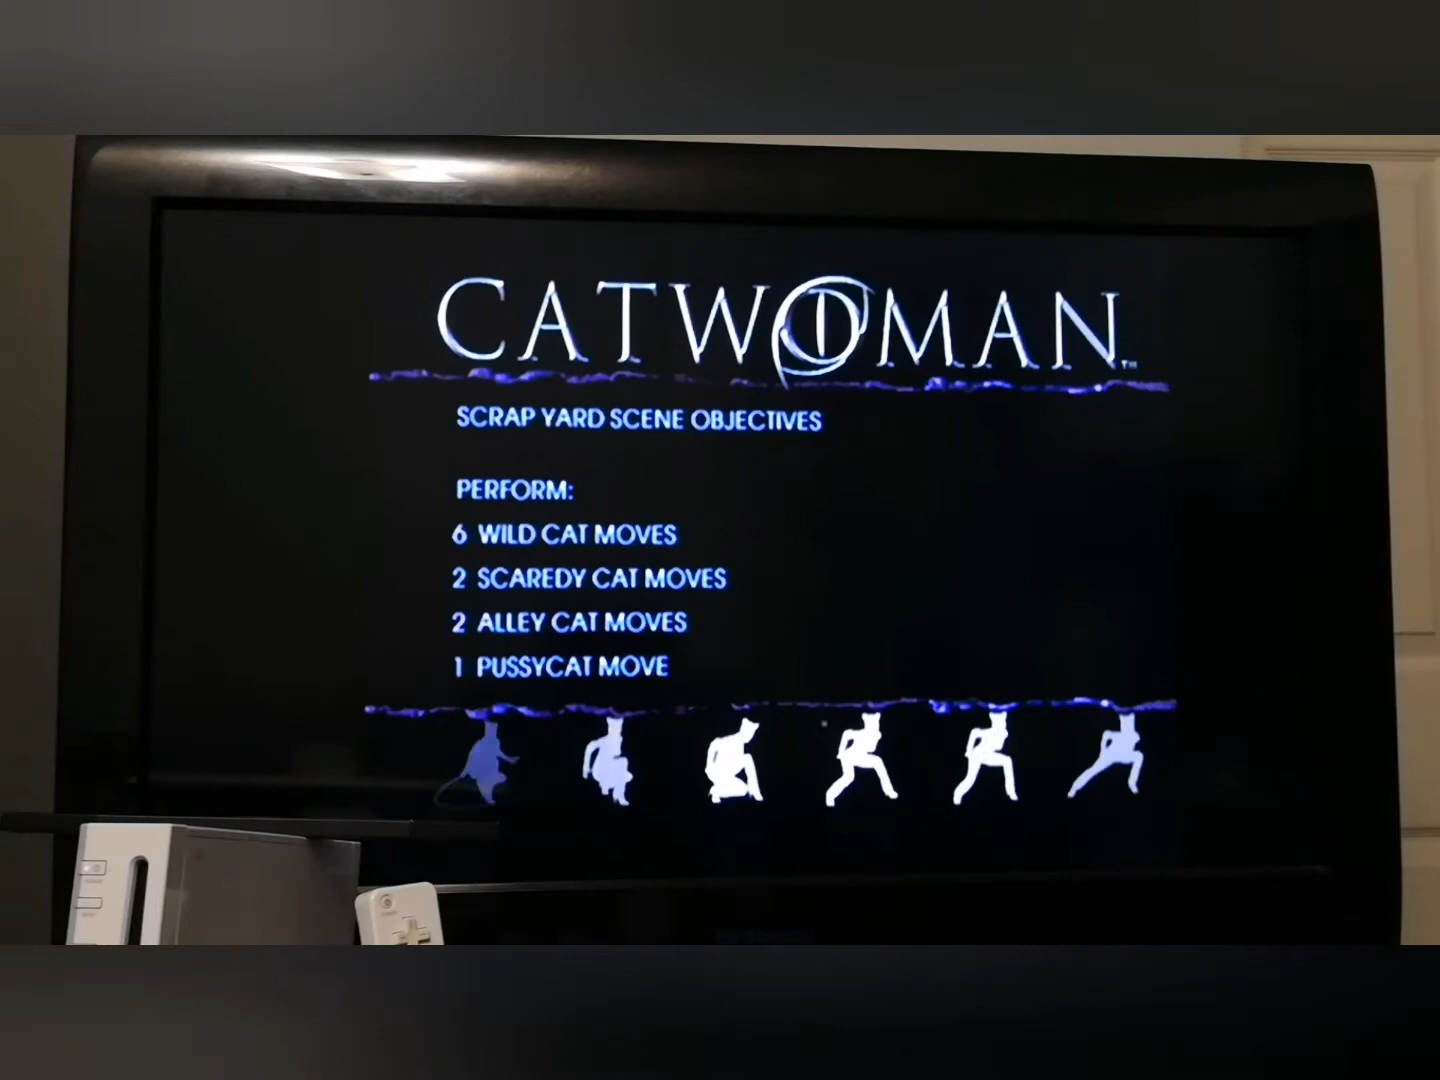 CATWOMAN™
SCRAP YARD SCENE OBJECTIVES
PERFORM:
6 WILD CAT MOVES
2 SCAREDY CAT MOVES
2 ALLEY CAT MOVES
1 PUSSYCAT MOVE